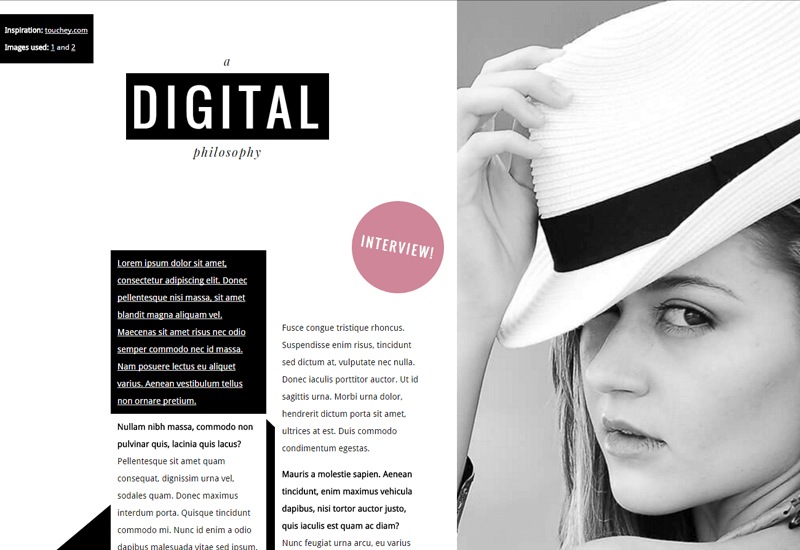 Inspiration: touchey.com
Images used: 1 and 2
a
DIGITAL
philosophy
INTERVIEW!
Lorem ipsum dolor sit amet,
consectetur adipiscing elit. Donec
pellentesque nisi massa, sit amet
blandit magna aliquam vel.
Maecenas sit amet risus nec odio
semper commodo nec id massa.
Nam posuere lectus eu aliquet
varius. Aenean vestibulum tellus
non ornare pretium.
Nullam nibh massa, commodo non
pulvinar quis, lacinia quis lacus?
Pellentesque sit amet quam
consequat, dignissim urna vel,
sodales quam. Donec maximus
interdum porta. Quisque tincidunt
commodo mi. Nunc id enim a odio
dapibus malesuada vitae sed ipsum.
Fusce congue tristique rhoncus.
Suspendisse enim risus, tincidunt
sed dictum at, vulputate nec nulla.
Donec iaculis porttitor auctor. Ut id
sagittis urna. Morbi urna dolor,
hendrerit dictum porta sit amet,
ultrices at est. Duis commodo
condimentum egestas.
Mauris a molestie sapien. Aenean
tincidunt, enim maximus vehicula
dapibus, nisi tortor auctor justo,
quis iaculis est quam ac diam?
Nunc feugiat urna arcu, eu varius